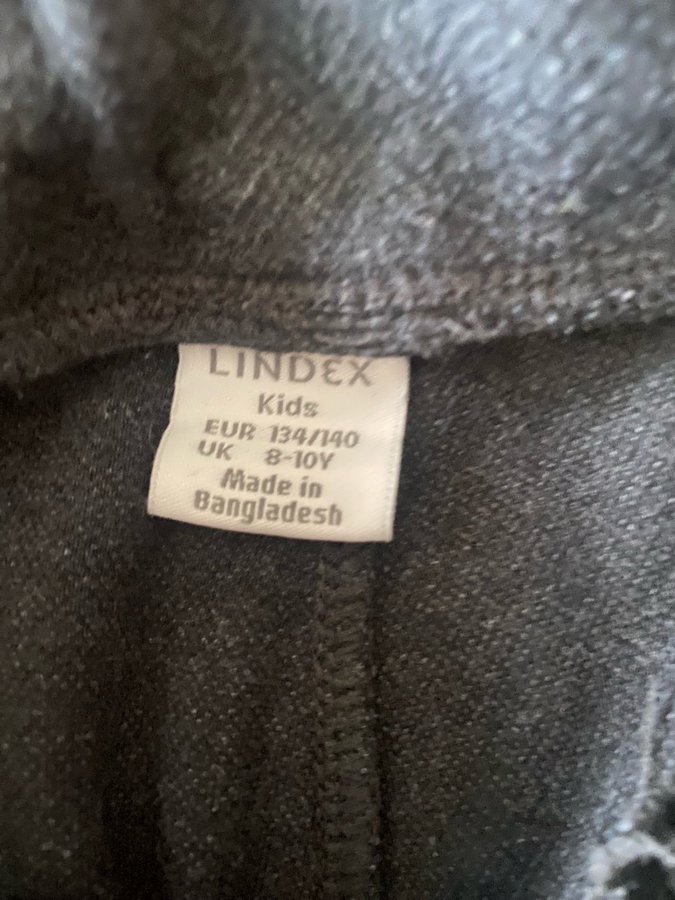 LINDEX
Kids
EUR 134/140
UK 8-10Y
Made in
Bangladesh